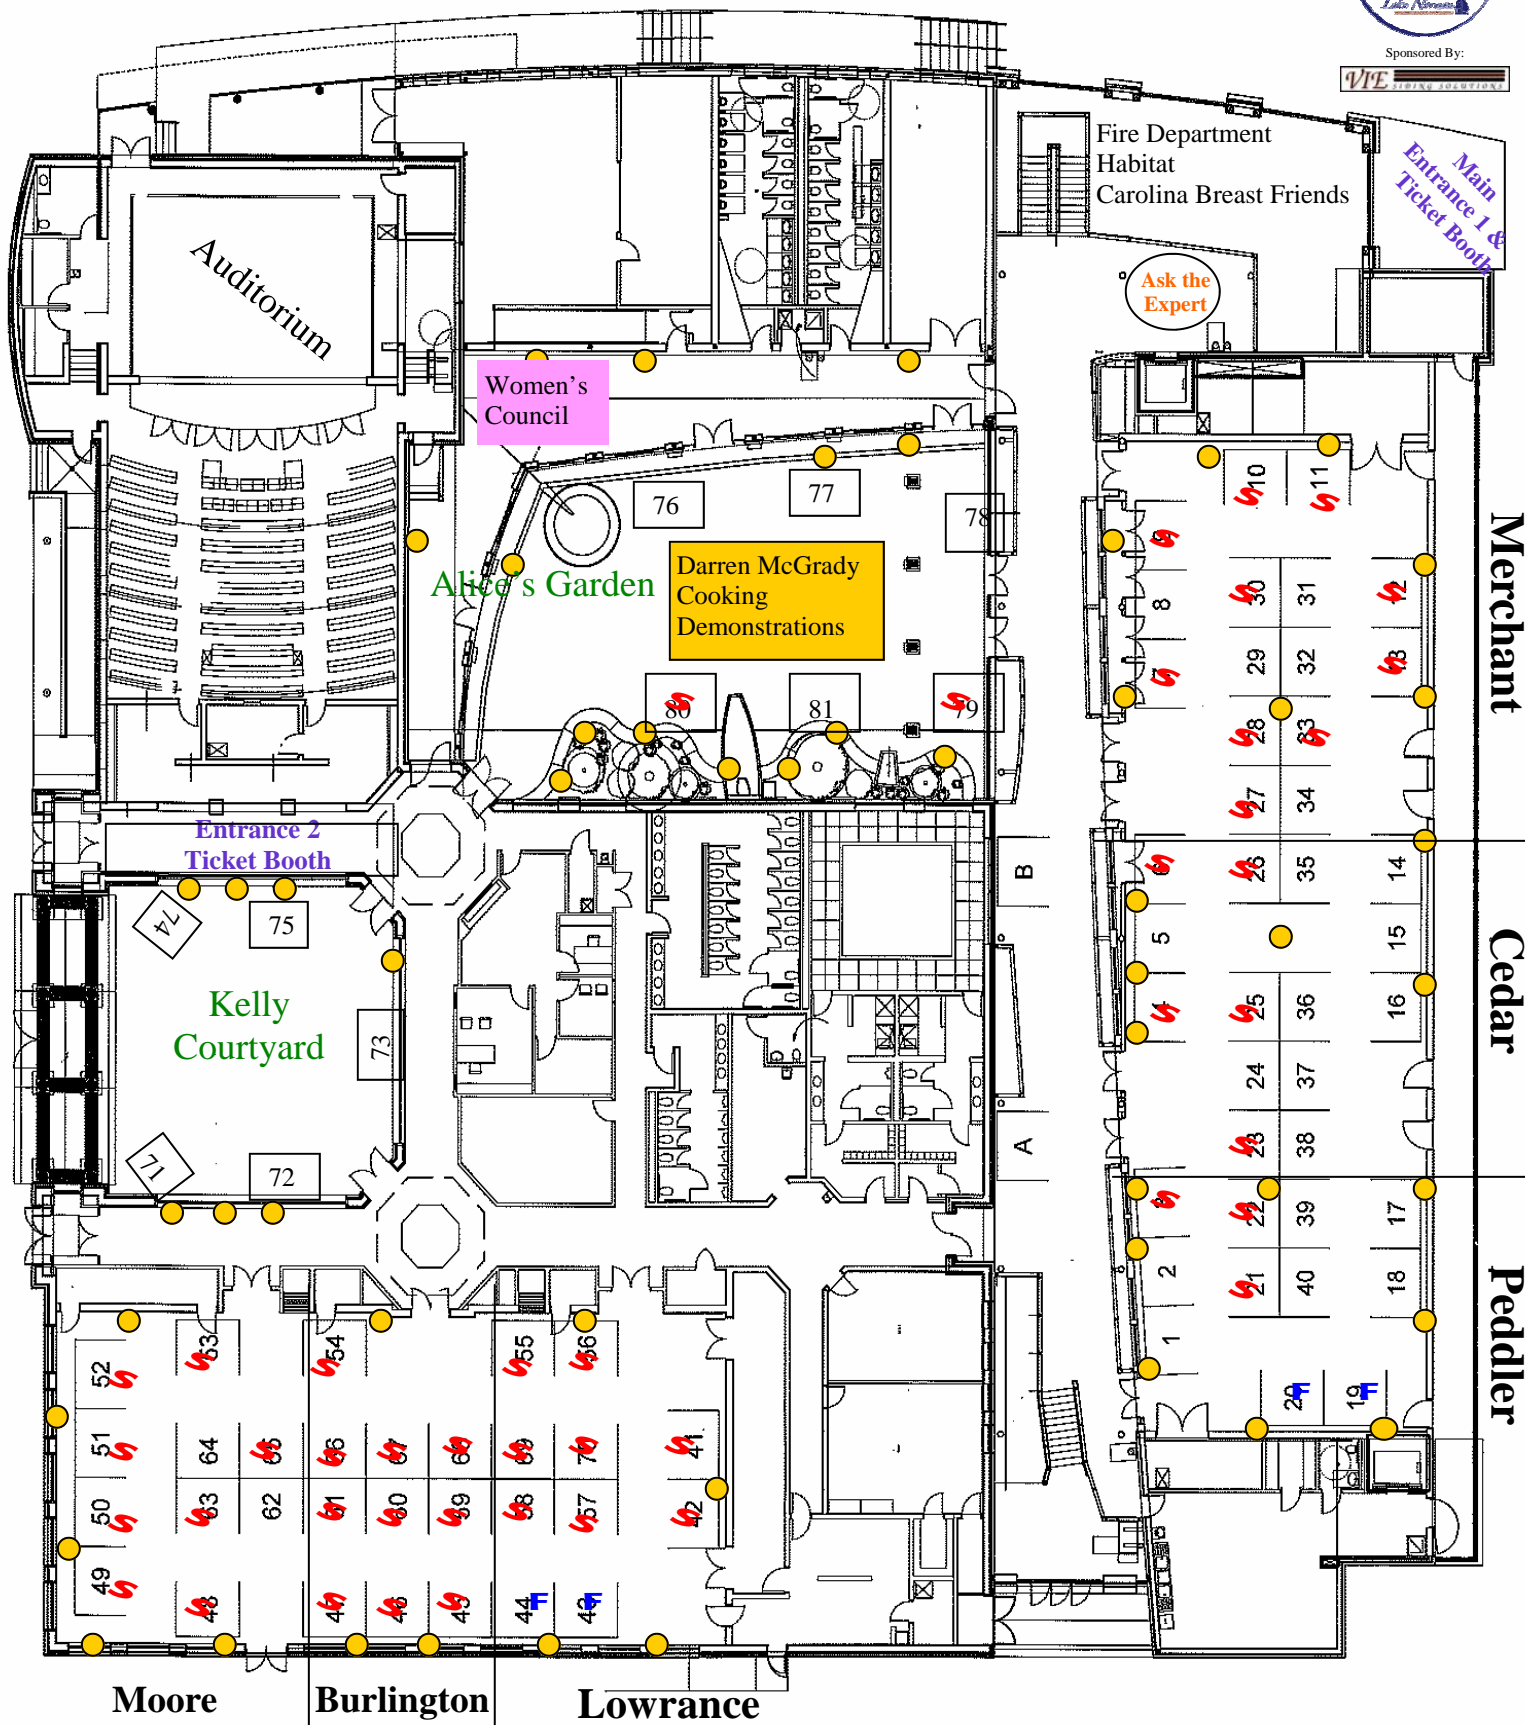 Lake Norman
Sponsored By:
VIE
SIDING SOLUTIONS
Fire Department
Habitat
Carolina Breast Friends
Main
Entrance 1 &
Ticket Booth
Ask the
Expert
Auditorium
Women's
Council
76
77
78
Alice's Garden
Darren McGrady
Cooking
Demonstrations
S
80
81
S
79
Entrance 2
Ticket Booth
74
75
Kelly
Courtyard
73
71
72
B
A
Merchant
Cedar
Peddler
S 10
S 11
S 9
8
S 30
31
S 12
S 7
29
32
S 13
S 28
S 33
S 27
34
S 6
S 26
35
14
5
15
S 4
S 25
36
16
24
37
S 23
38
S 3
S 22
39
17
2
S 21
40
18
1
20 F
19 F
52 S
S 53
S 54
S 55
S 56
51 S
64
S 65
S 66
S 67
S 68
S 69
S 70
S 41
50 S
S 63
62
S 61
S 60
S 59
S 58
S 57
S 42
49 S
S 48
S 47
S 46
S 45
44 F
43 F
Moore
Burlington
Lowrance